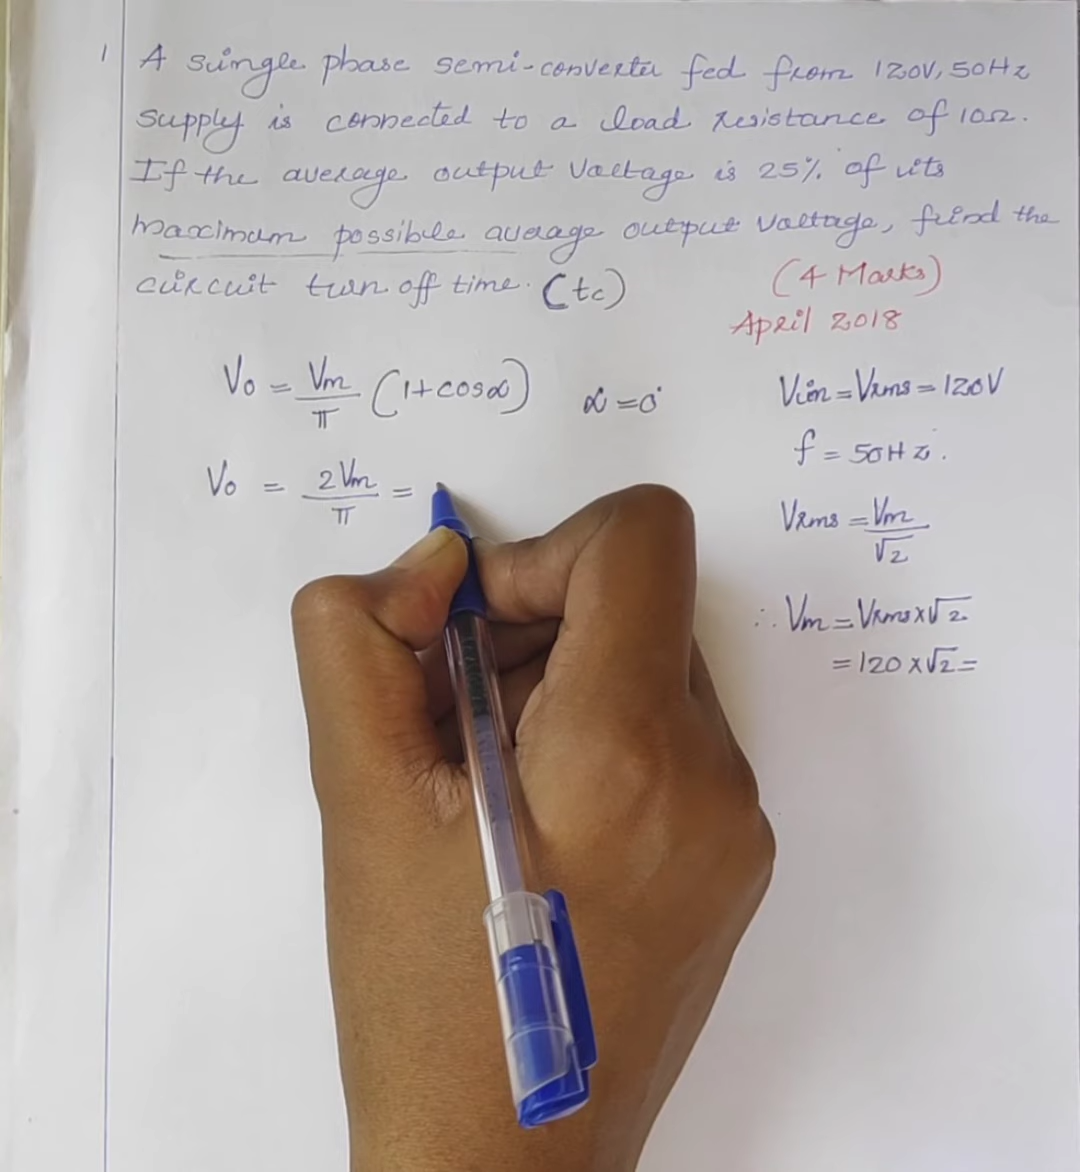 1 A single phase semi-converter fed from 120V, 50Hz
supply is connected to a load resistance of 10Ω.
If the average output Voltage is 25% of its
maximum possible average output voltage, find the
circuit turn off time. (tc)
(4 Marks)
April 2018
Vo = Vm/π (1+cosα) α = 0°
Vo = 2Vm/π =
Vin = Vrms = 120V
f = 50Hz.
Vrms = Vm/√2
∴ Vm = Vrms x √2
= 120 x √2 =